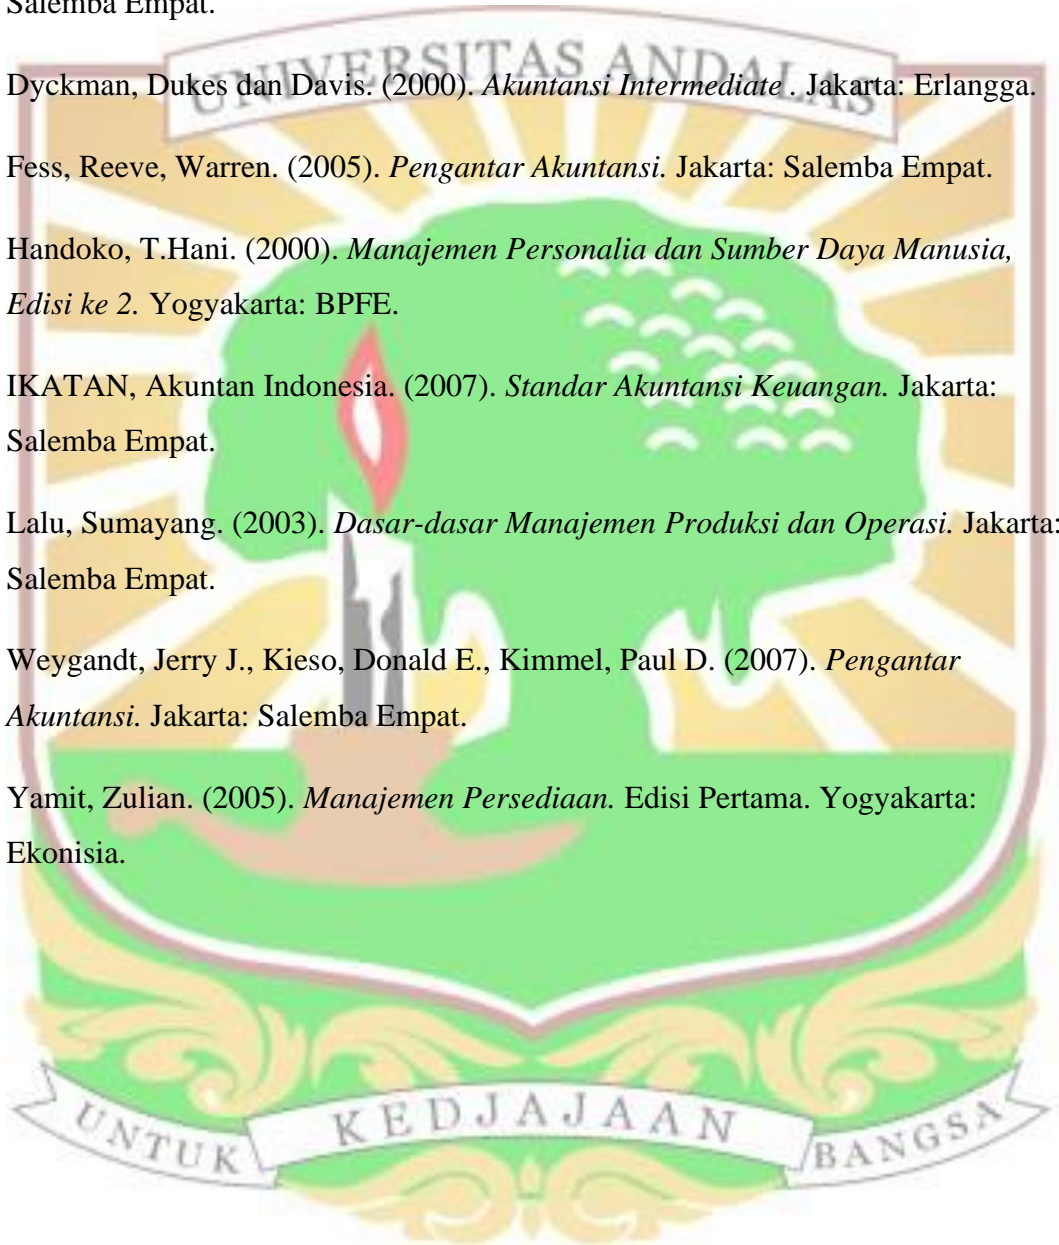 Salemba Empat.
UNIVERSITAS ANDALAS
Dyckman, Dukes dan Davis. (2000). Akuntansi Intermediate . Jakarta: Erlangga.
Fess, Reeve, Warren. (2005). Pengantar Akuntansi. Jakarta: Salemba Empat.
Handoko, T.Hani. (2000). Manajemen Personalia dan Sumber Daya Manusia,
Edisi ke 2. Yogyakarta: BPFE.
IKATAN, Akuntan Indonesia. (2007). Standar Akuntansi Keuangan. Jakarta:
Salemba Empat.
Lalu, Sumayang. (2003). Dasar-dasar Manajemen Produksi dan Operasi. Jakarta:
Salemba Empat.
Weygandt, Jerry J., Kieso, Donald E., Kimmel, Paul D. (2007). Pengantar
Akuntansi. Jakarta: Salemba Empat.
Yamit, Zulian. (2005). Manajemen Persediaan. Edisi Pertama. Yogyakarta:
Ekonisia.
UNTUK KEDJAJAAN BANGSA